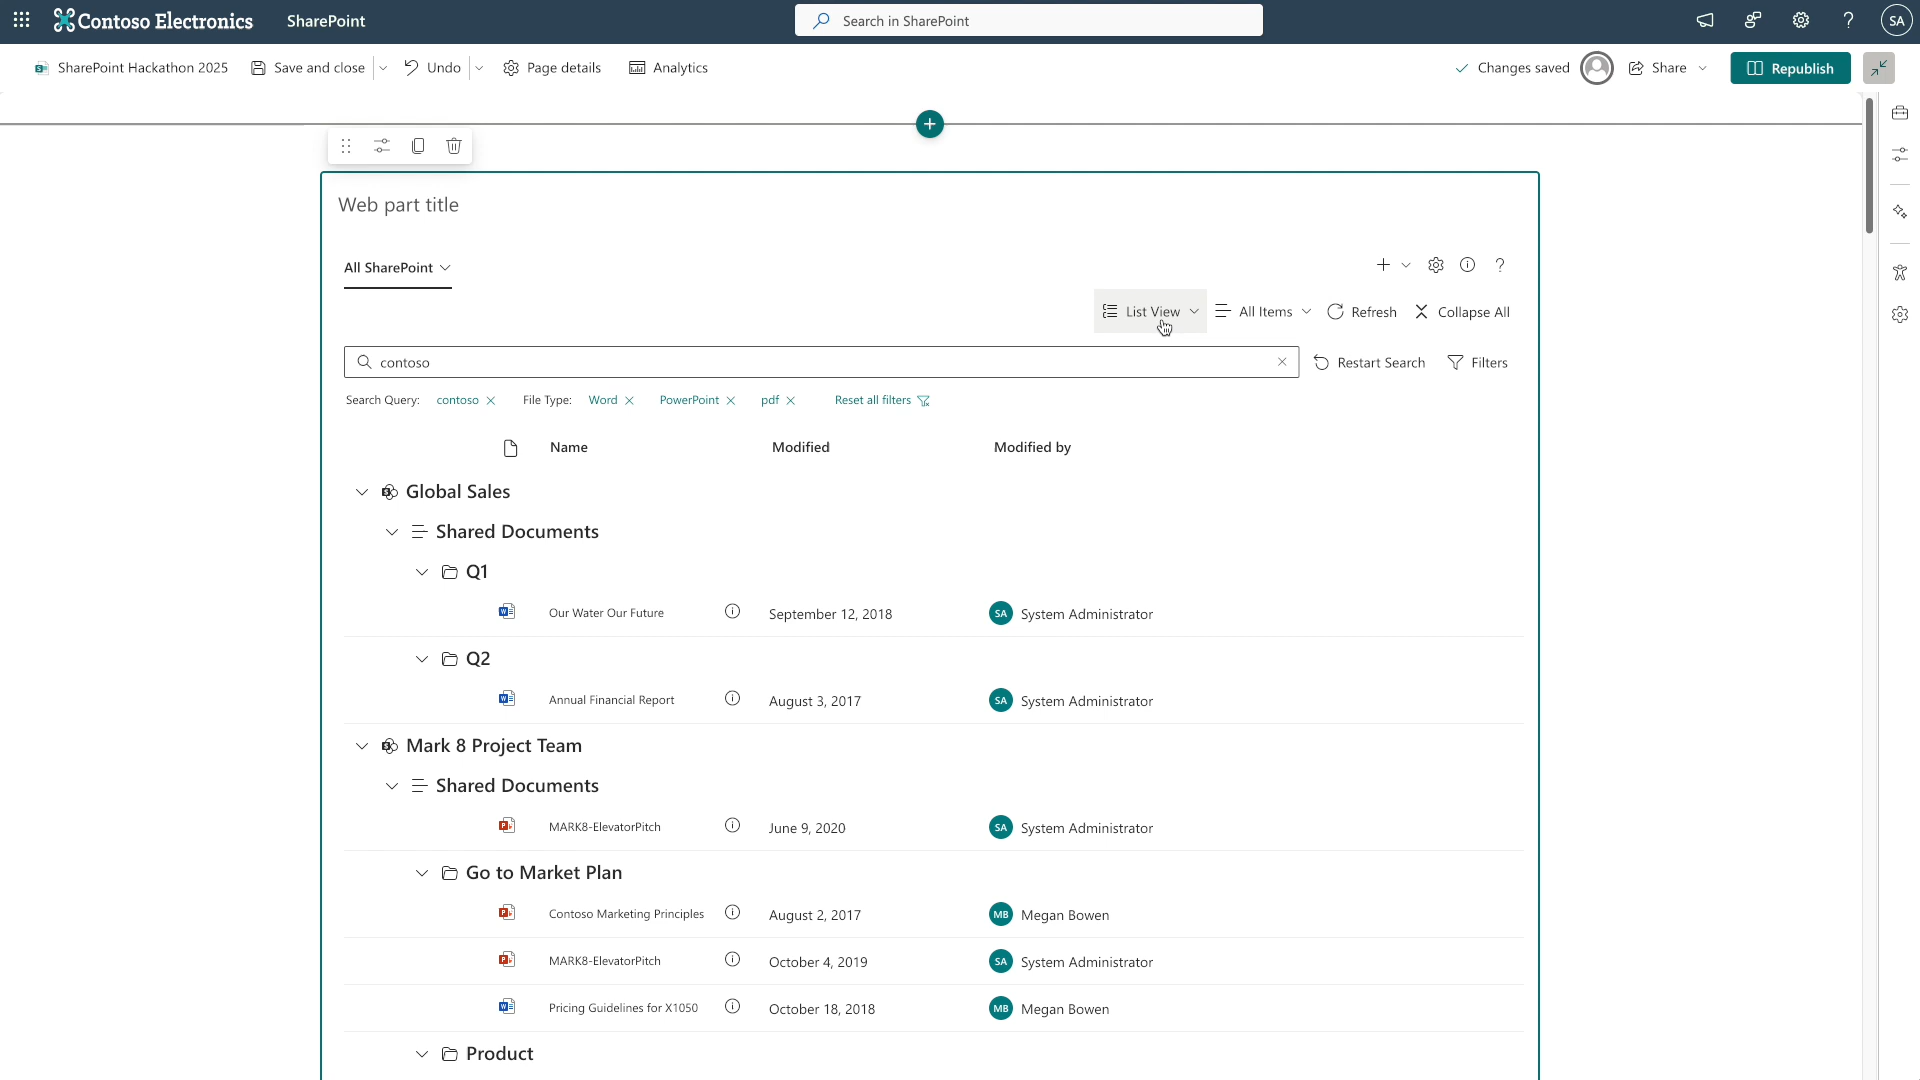 Contoso Electronics
SharePoint
Search in SharePoint
SA
SharePoint Hackathon 2025
Save and close
Undo
Page details
Analytics
Changes saved
Share
Republish
Web part title
All SharePoint
List View
All Items
Refresh
Collapse All
contoso
Restart Search
Filters
Search Query: contoso
File Type: Word PowerPoint pdf
Reset all filters
Name Modified Modified by
Global Sales
Shared Documents
Q1
Our Water Our Future September 12, 2018 SA System Administrator
Q2
Annual Financial Report August 3, 2017 SA System Administrator
Mark 8 Project Team
Shared Documents
MARK8-ElevatorPitch June 9, 2020 SA System Administrator
Go to Market Plan
Contoso Marketing Principles August 2, 2017 MB Megan Bowen
MARK8-ElevatorPitch October 4, 2019 SA System Administrator
Pricing Guidelines for X1050 October 18, 2018 MB Megan Bowen
Product